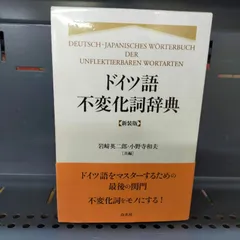 DEUTSCH-JAPANISCHES WÖRTERBUCH
DER
UNFLEKTIERBAREN WORTARTEN
ドイツ語
不変化詞辞典
【新装版】
岩﨑英二郎・小野寺和夫
[共編]
ドイツ語をマスターするための
最後の関門
不変化詞をモノにする!
白水社